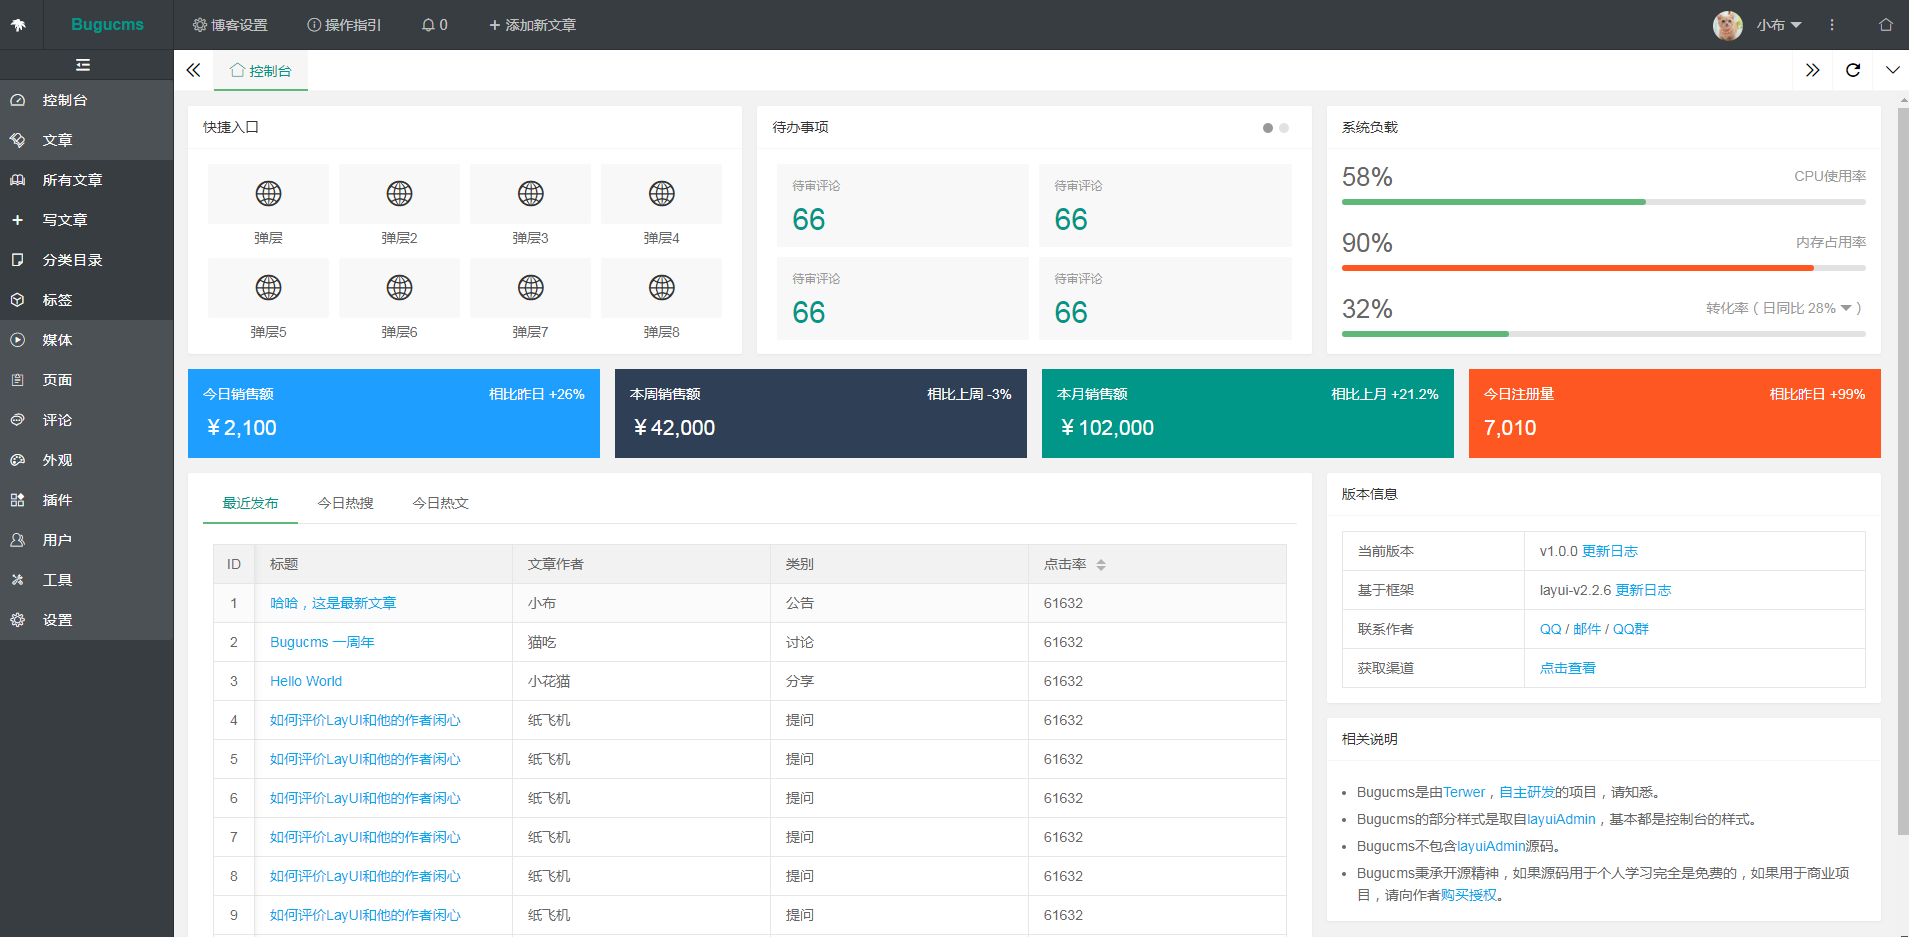 Bugucms
博客设置
操作指引
0
添加新文章
小布
控制台
文章
所有文章
写文章
分类目录
标签
媒体
页面
评论
外观
插件
用户
工具
设置
控制台
快捷入口
弹层 弹层2 弹层3 弹层4
弹层5 弹层6 弹层7 弹层8
待办事项
待审评论 待审评论
66 66
待审评论 待审评论
66 66
系统负载
58% CPU使用率
90% 内存占用率
32% 转化率（日同比 28% ）
今日销售额 相比昨日 +26%
￥2,100
本周销售额 相比上周 -3%
￥42,000
本月销售额 相比上月 +21.2%
￥102,000
今日注册量 相比昨日 +99%
7,010
最近发布 今日热搜 今日热文
ID 标题 文章作者 类别 点击率
1 哈哈，这是最新文章 小布 公告 61632
2 Bugucms 一周年 猫吃 讨论 61632
3 Hello World 小花猫 分享 61632
4 如何评价LayUI和他的作者闲心 纸飞机 提问 61632
5 如何评价LayUI和他的作者闲心 纸飞机 提问 61632
6 如何评价LayUI和他的作者闲心 纸飞机 提问 61632
7 如何评价LayUI和他的作者闲心 纸飞机 提问 61632
8 如何评价LayUI和他的作者闲心 纸飞机 提问 61632
9 如何评价LayUI和他的作者闲心 纸飞机 提问 61632
版本信息
当前版本 v1.0.0 更新日志
基于框架 layui-v2.2.6 更新日志
联系作者 QQ / 邮件 / QQ群
获取渠道 点击查看
相关说明
Bugucms是由Terwer，自主研发的项目，请知悉。
Bugucms的部分样式是取自layuiAdmin，基本都是控制台的样式。
Bugucms不包含layuiAdmin源码。
Bugucms秉承开源精神，如果源码用于个人学习完全是免费的，如果用于商业项
目，请向作者购买授权。